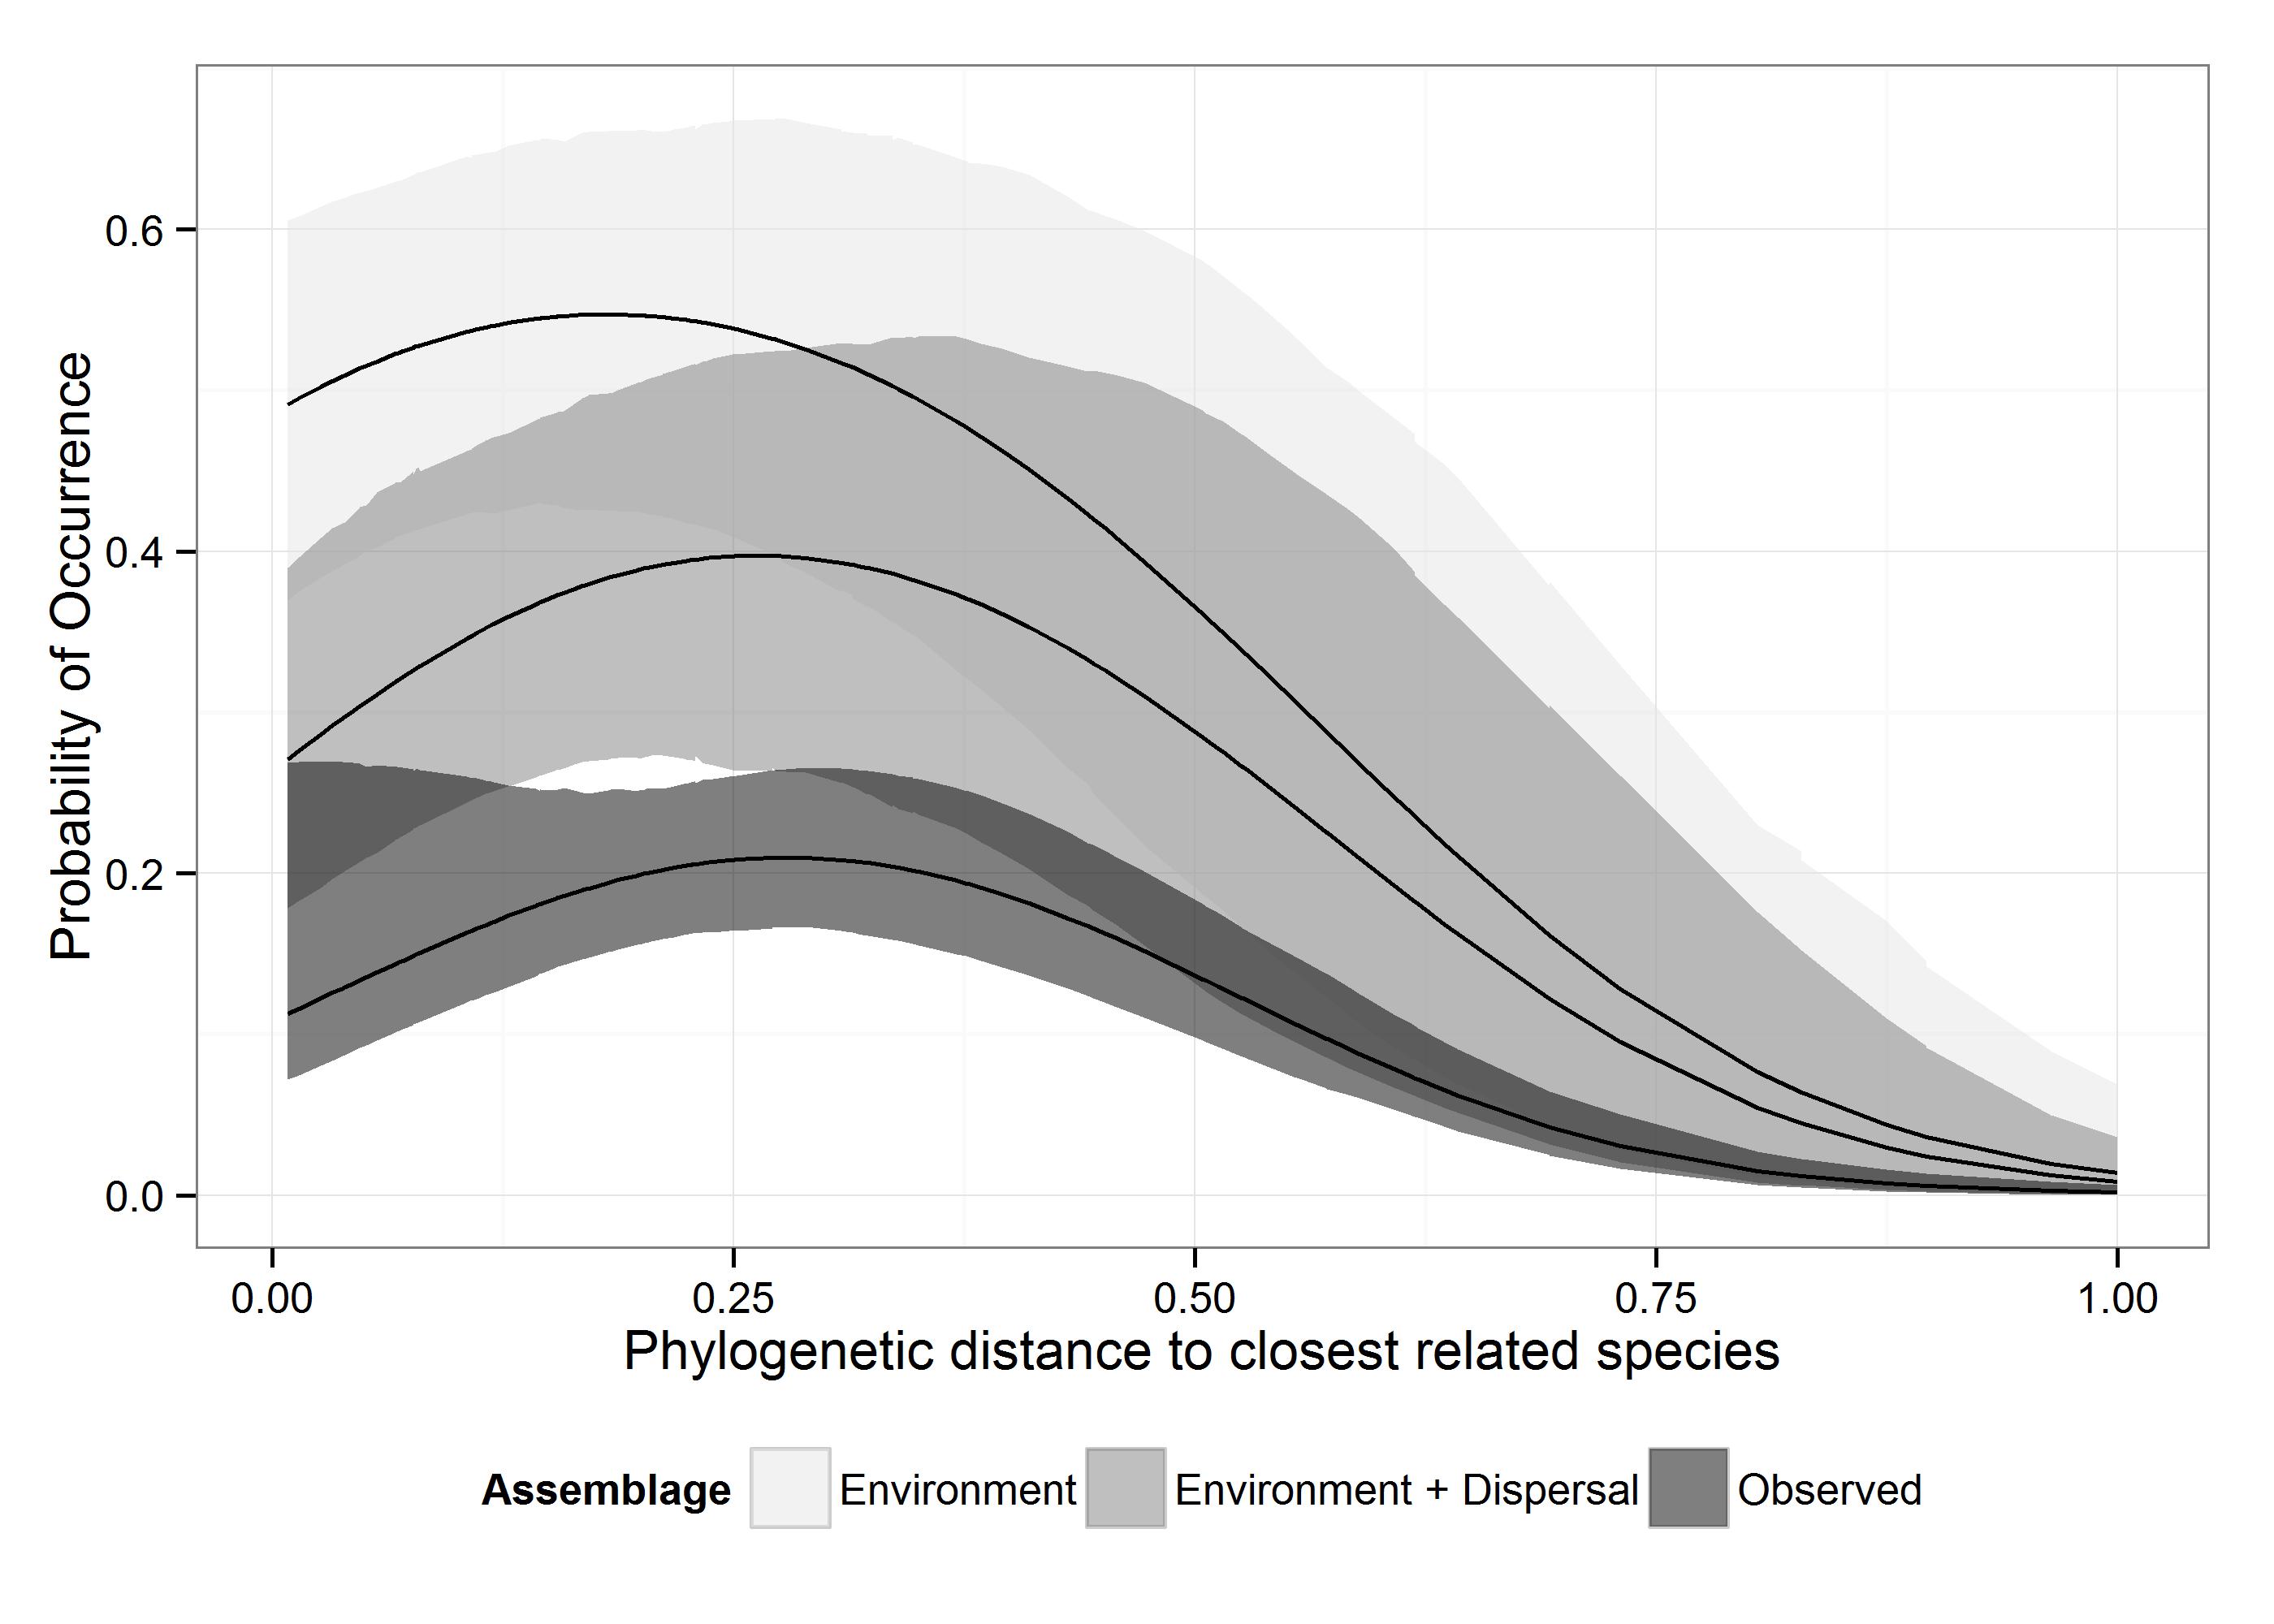 Probability of Occurrence
0.6
0.4
0.2
0.0
0.00 0.25 0.50 0.75 1.00
Phylogenetic distance to closest related species
Assemblage Environment Environment + Dispersal Observed